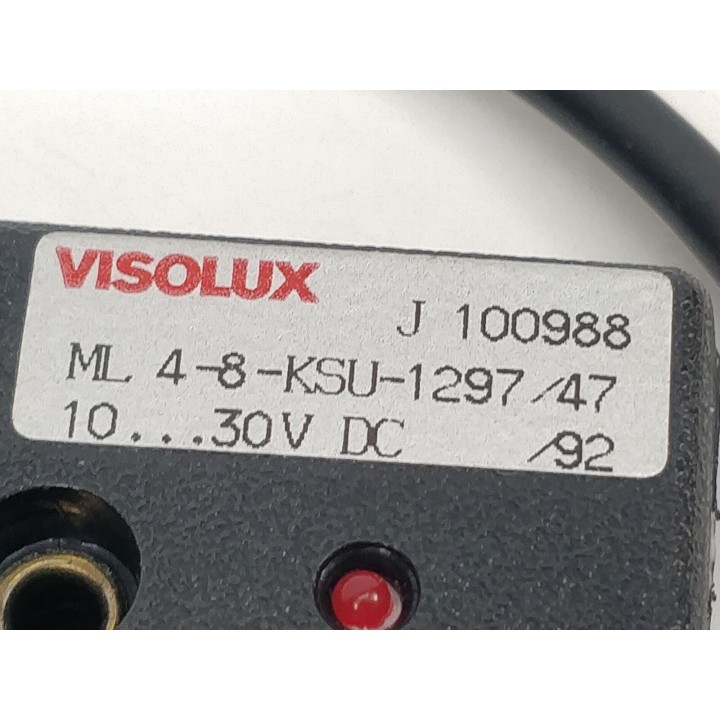 VISOLUX
J 100988
ML 4-8-KSU-1297/47
10...30V DC /92